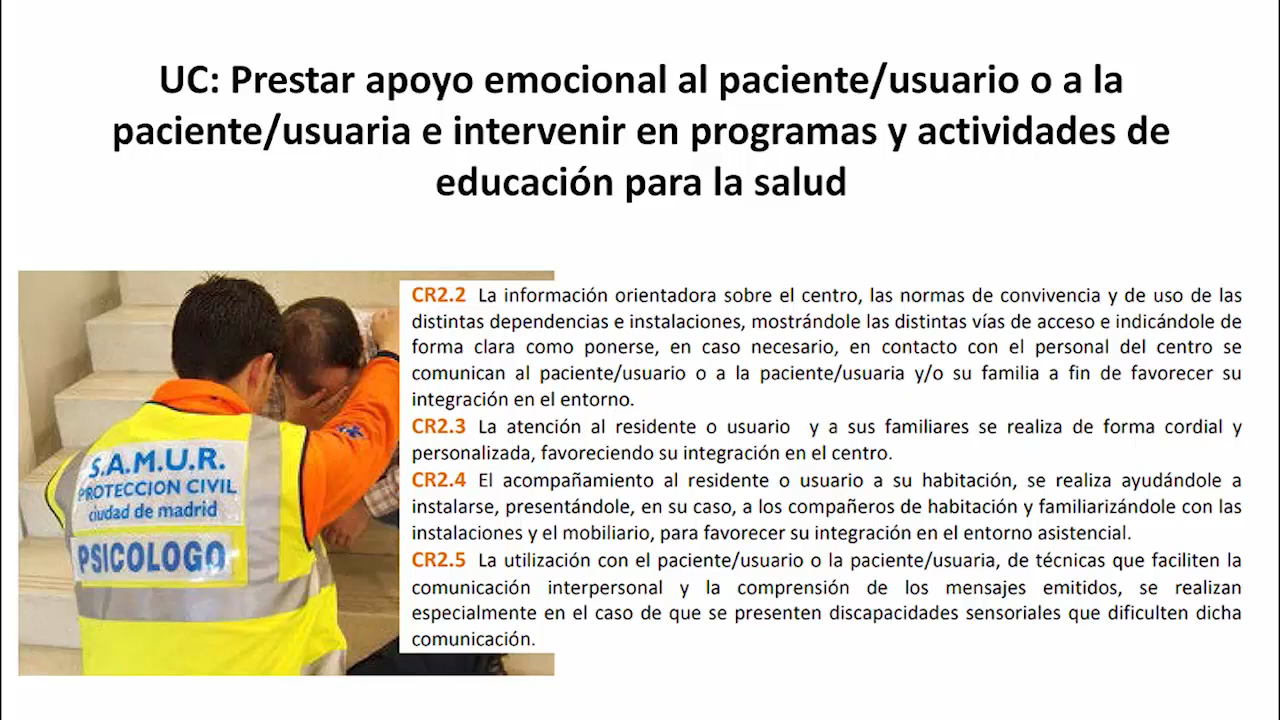 UC: Prestar apoyo emocional al paciente/usuario o a la
paciente/usuaria e intervenir en programas y actividades de
educación para la salud
CR2.2 La información orientadora sobre el centro, las normas de convivencia y de uso de las
distintas dependencias e instalaciones, mostrándole las distintas vías de acceso e indicándole de
forma clara como ponerse, en caso necesario, en contacto con el personal del centro se
comunican al paciente/usuario o a la paciente/usuaria y/o su familia a fin de favorecer su
integración en el entorno.
CR2.3 La atención al residente o usuario y a sus familiares se realiza de forma cordial y
personalizada, favoreciendo su integración en el centro.
CR2.4 El acompañamiento al residente o usuario a su habitación, se realiza ayudándole a
instalarse, presentándole, en su caso, a los compañeros de habitación y familiarizándole con las
instalaciones y el mobiliario, para favorecer su integración en el entorno asistencial.
CR2.5 La utilización con el paciente/usuario o la paciente/usuaria, de técnicas que faciliten la
comunicación interpersonal y la comprensión de los mensajes emitidos, se realizan
especialmente en el caso de que se presenten discapacidades sensoriales que dificulten dicha
comunicación.
S.A.M.U.R.
PROTECCION CIVIL
ciudad de madrid
PSICOLOGO